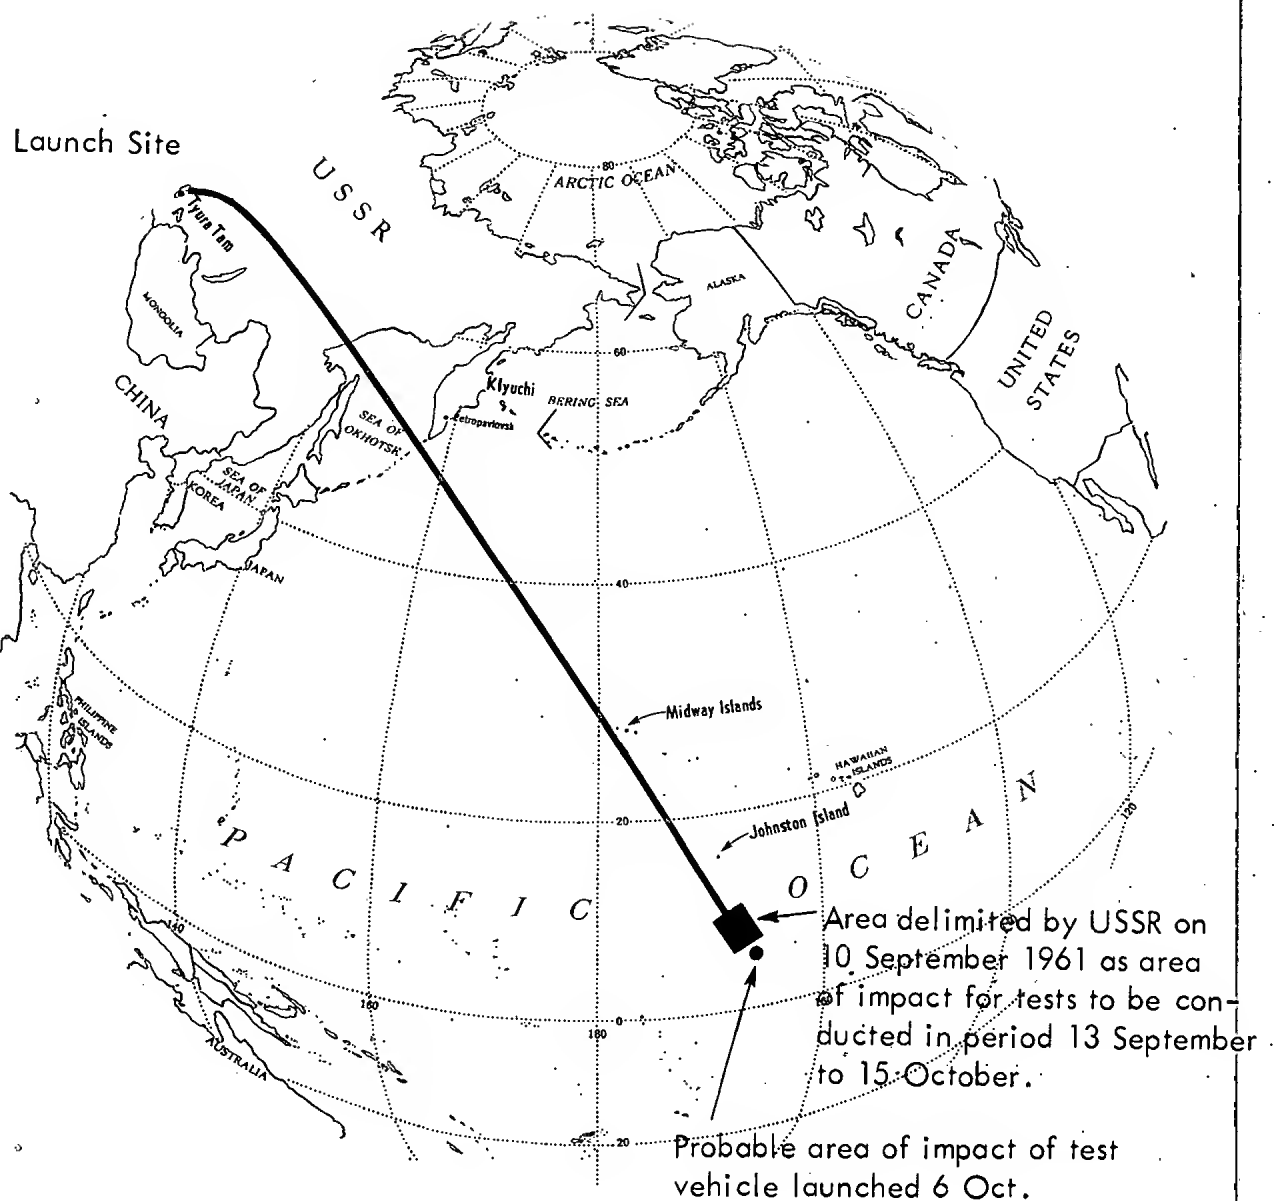 80
ARCTIC OCEAN
Launch Site
USSR
Tyura Tam
ALASKA
CANADA
MONGOLIA
UNITED
STATES
60
CHINA
Klyuchi
BERING SEA
Petropavlovsk
SEA OF
OKHOTSK
SEA OF
JAPAN
KOREA
JAPAN
40
Midway Islands
PHILIPPINE
ISLANDS
HAWAIIAN
ISLANDS
120
20
Johnston Island
PACIFIC
OCEAN
140
Area delimited by USSR on
10 September 1961 as area
of impact for tests to be con-
ducted in period 13 September
to 15 October.
160
0
180
AUSTRALIA
20
Probable area of impact of test
vehicle launched 6 Oct.